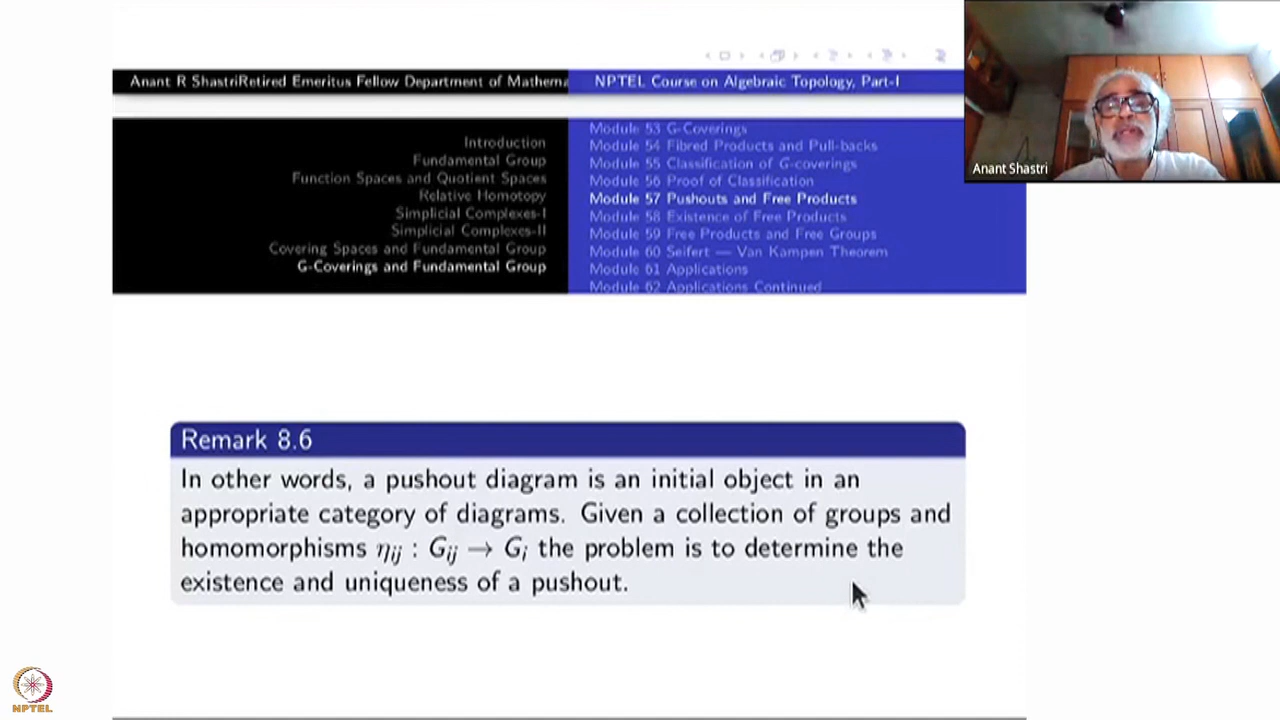 Anant R ShastriRetired Emeritus Fellow Department of Mathema
NPTEL Course on Algebraic Topology, Part-I
Introduction
Fundamental Group
Function Spaces and Quotient Spaces
Relative Homotopy
Simplicial Complexes-I
Simplicial Complexes-II
Covering Spaces and Fundamental Group
G-Coverings and Fundamental Group
Module 53 G-Coverings
Module 54 Fibred Products and Pull-backs
Module 55 Classification of G-coverings
Module 56 Proof of Classification
Module 57 Pushouts and Free Products
Module 58 Existence of Free Products
Module 59 Free Products and Free Groups
Module 60 Seifert — Van Kampen Theorem
Module 61 Applications
Module 62 Applications Continued
Anant Shastri
Remark 8.6
In other words, a pushout diagram is an initial object in an
appropriate category of diagrams. Given a collection of groups and
homomorphisms η_ij : G_ij → G_i the problem is to determine the
existence and uniqueness of a pushout.
NPTEL